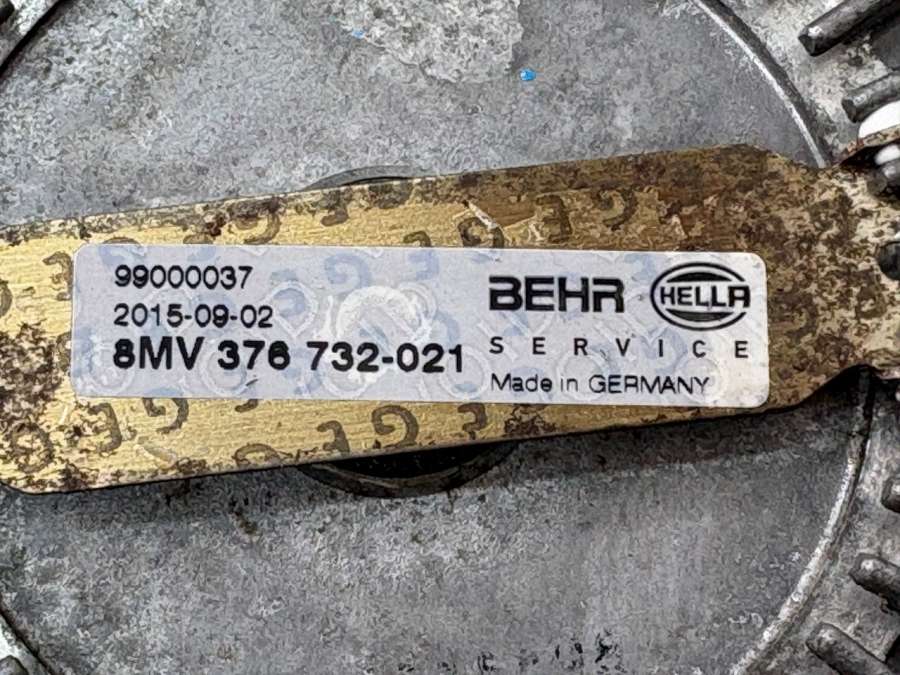 99000037
2015-09-02
8MV 376 732-021
BEHR HELLA
SERVICE
Made in GERMANY